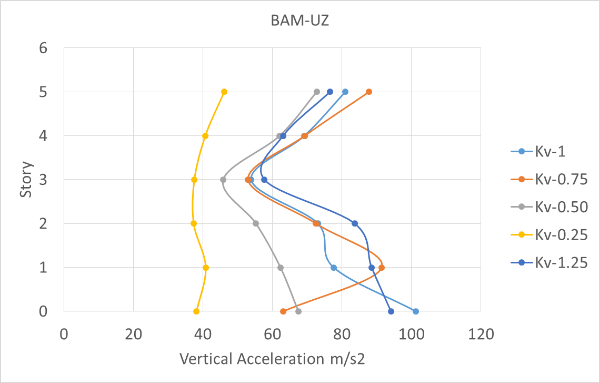 BAM-UZ
6
5
4
3
2
1
0
Story
0 20 40 60 80 100 120
Vertical Acceleration m/s2
Kv-1
Kv-0.75
Kv-0.50
Kv-0.25
Kv-1.25